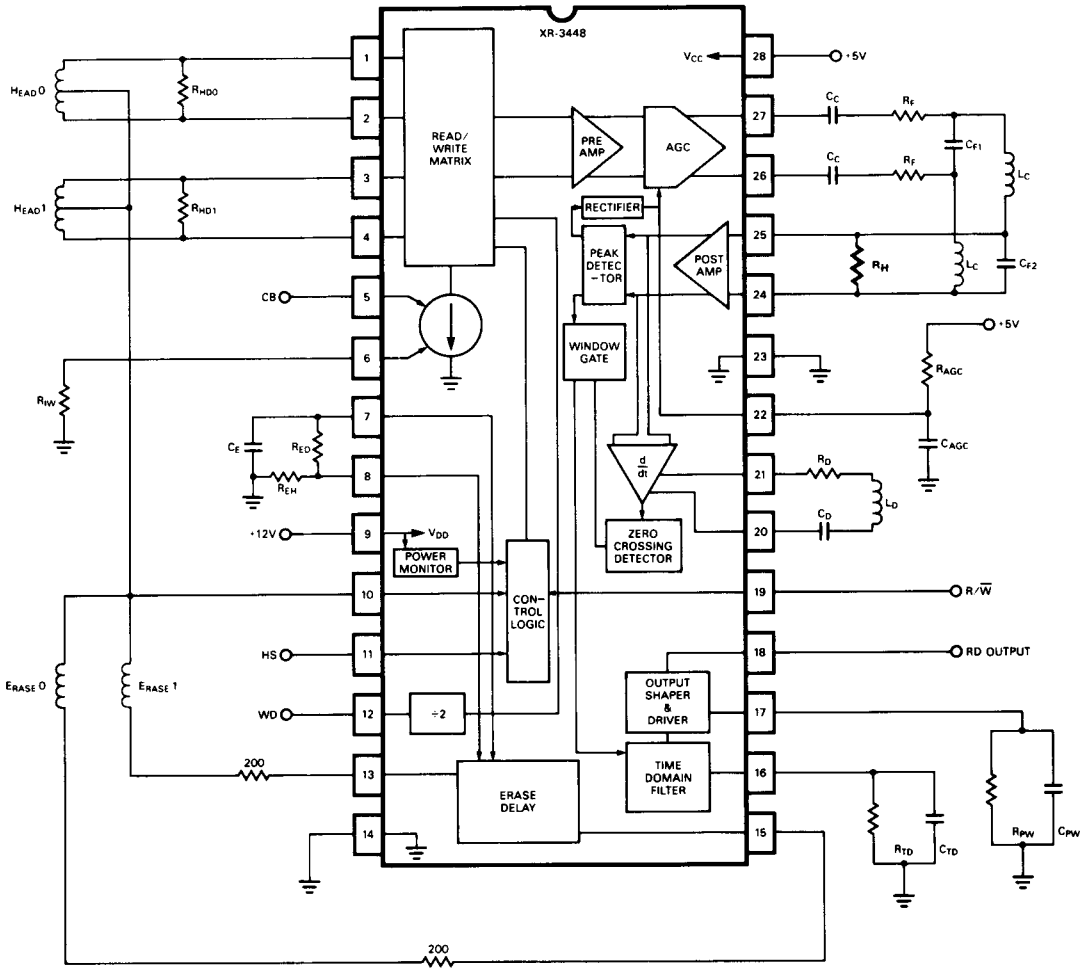 XR-3448
1
2
3
4
5
6
7
8
9
10
11
12
13
14
28
27
26
25
24
23
22
21
20
19
18
17
16
15
HEAD 0
RHD0
HEAD 1
RHD1
CB
RIW
CE
RED
REH
+12V
ERASE 0
ERASE 1
HS
WD
200
200
READ/
WRITE
MATRIX
PRE
AMP
AGC
RECTIFIER
PEAK
DETEC
-TOR
POST
AMP
WINDOW
GATE
d
dt
ZERO
CROSSING
DETECTOR
VDD
POWER
MONITOR
CON-
TROL
LOGIC
÷2
ERASE
DELAY
OUTPUT
SHAPER
&
DRIVER
TIME
DOMAIN
FILTER
VCC
+5V
CC
RF
CF1
LC
CC
RF
RH
LC
CF2
+5V
RAGC
CAGC
RD
LD
CD
R/W̅
RD OUTPUT
RPW
CPW
RTD
CTD